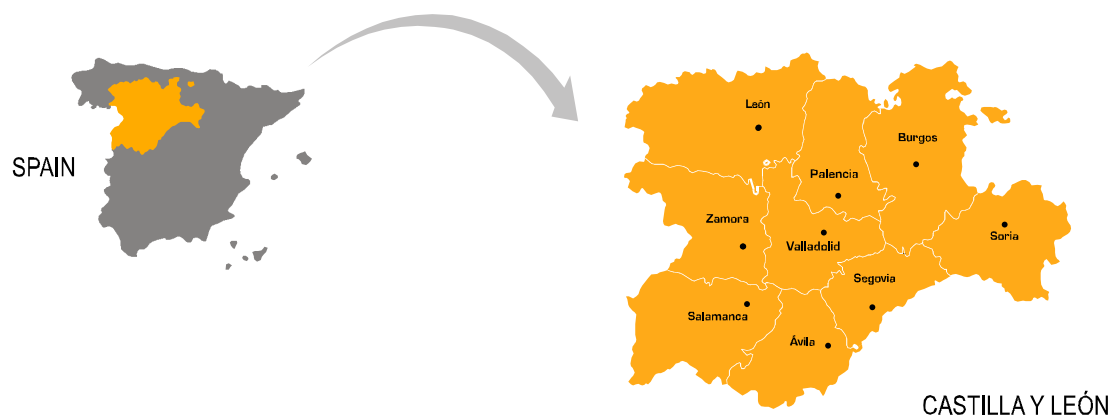 SPAIN
León
Burgos
Palencia
Zamora
Valladolid
Soria
Segovia
Salamanca
Ávila
CASTILLA Y LEÓN